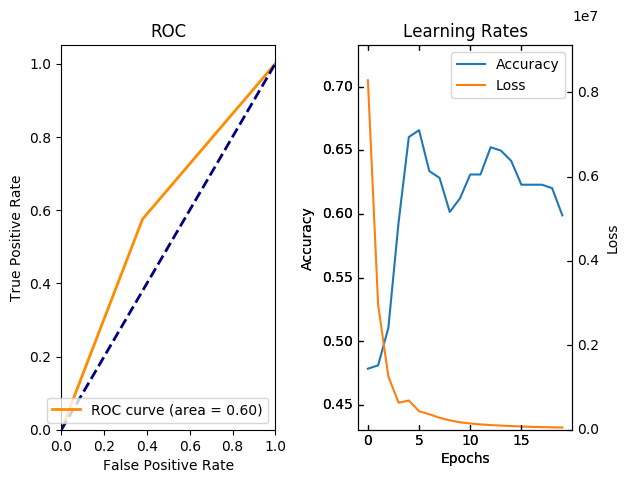 ROC
1.0
0.8
0.6
0.4
0.2
0.0
True Positive Rate
0.0 0.2 0.4 0.6 0.8 1.0
False Positive Rate
ROC curve (area = 0.60)
Learning Rates
1e7
Accuracy
Loss
0.70
0.65
0.60
0.55
0.50
0.45
Accuracy
0 5 10 15
Epochs
0.8
0.6
0.4
0.2
0.0
Loss